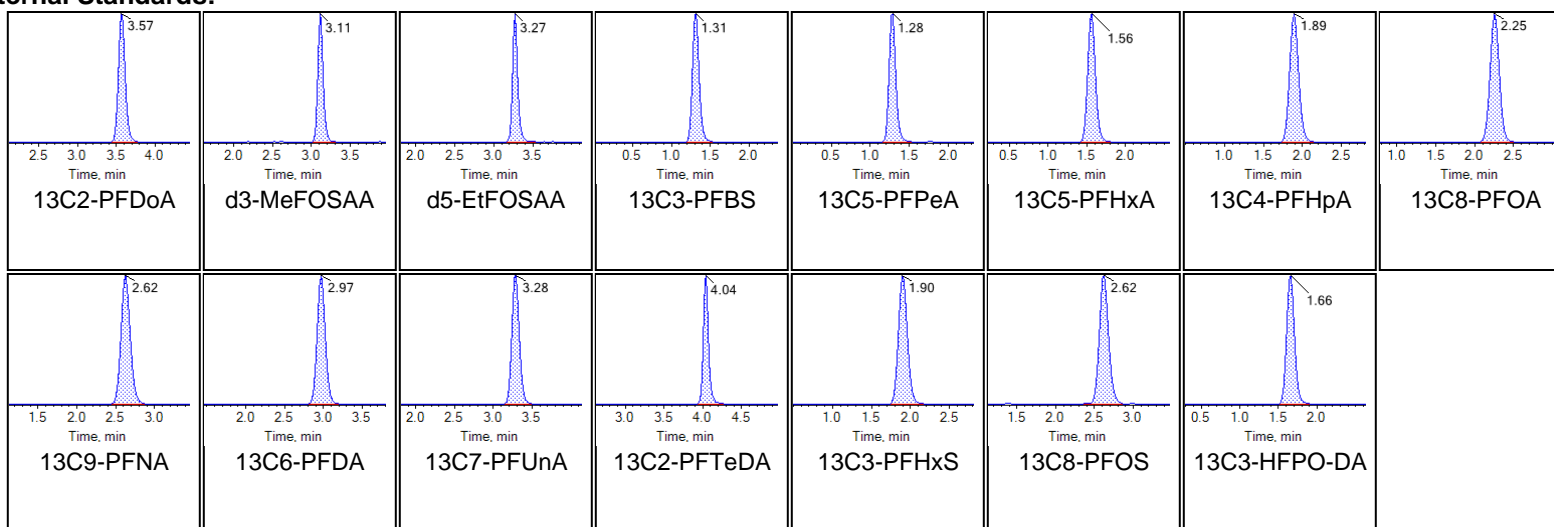 ternal Standards:
3.57 3.11 3.27 1.31 1.28 1.56 1.89 2.25
2.5 3.0 3.5 4.0 2.0 2.5 3.0 3.5 2.0 2.5 3.0 3.5 0.5 1.0 1.5 2.0 0.5 1.0 1.5 2.0 0.5 1.0 1.5 2.0 1.0 1.5 2.0 2.5 1.0 1.5 2.0 2.5
Time, min Time, min Time, min Time, min Time, min Time, min Time, min Time, min
13C2-PFDoA d3-MeFOSAA d5-EtFOSAA 13C3-PFBS 13C5-PFPeA 13C5-PFHxA 13C4-PFHpA 13C8-PFOA
2.62 2.97 3.28 4.04 1.90 2.62 1.66
1.5 2.0 2.5 3.0 2.0 2.5 3.0 3.5 2.0 2.5 3.0 3.5 3.0 3.5 4.0 4.5 1.0 1.5 2.0 2.5 1.5 2.0 2.5 3.0 0.5 1.0 1.5 2.0
Time, min Time, min Time, min Time, min Time, min Time, min Time, min
13C9-PFNA 13C6-PFDA 13C7-PFUnA 13C2-PFTeDA 13C3-PFHxS 13C8-PFOS 13C3-HFPO-DA